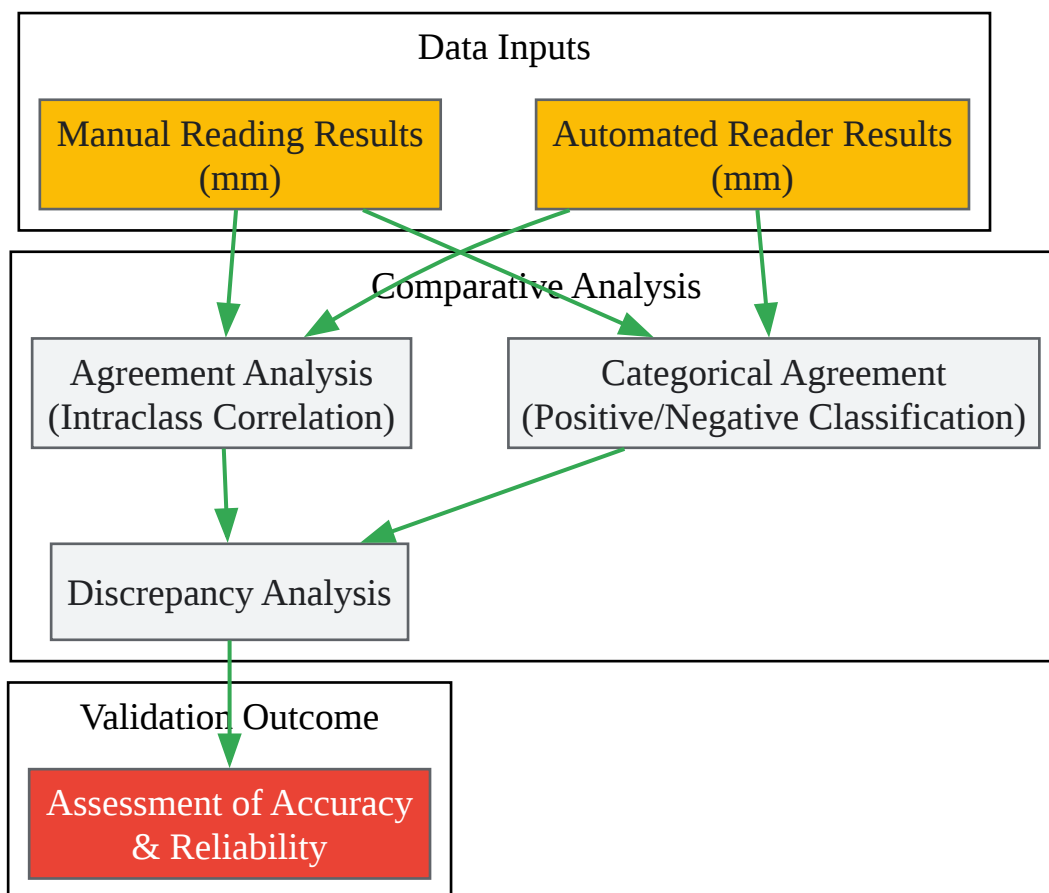 Data Inputs
Manual Reading Results
(mm)
Automated Reader Results
(mm)
Comparative Analysis
Agreement Analysis
(Intraclass Correlation)
Categorical Agreement
(Positive/Negative Classification)
Discrepancy Analysis
Validation Outcome
Assessment of Accuracy
& Reliability